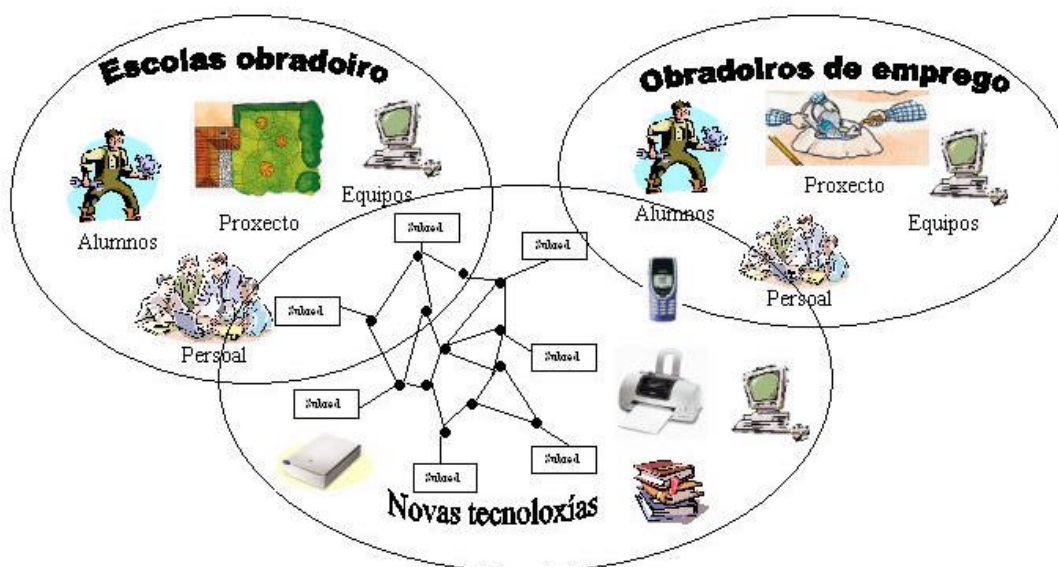 Escolas obradoiro
Obradoiros de emprego
Alumnos
Proxecto
Equipos
Persoal
Alumnos
Proxecto
Equipos
Persoal
Subred
Subred
Subred
Subred
Subred
Subred
Subred
Novas tecnoloxías